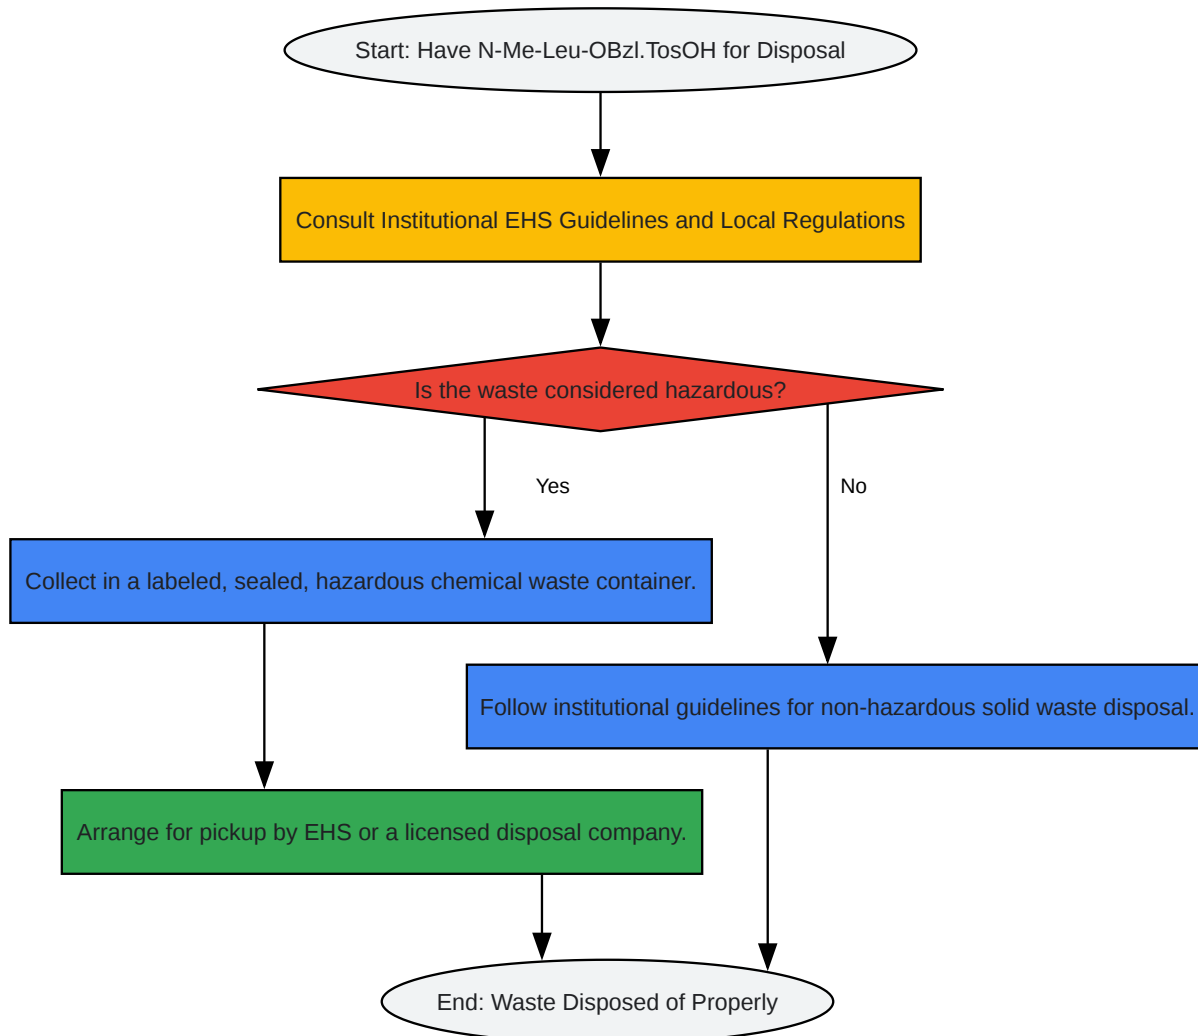 Start: Have N-Me-Leu-OBzl.TosOH for Disposal
Consult Institutional EHS Guidelines and Local Regulations
Is the waste considered hazardous?
Yes
No
Collect in a labeled, sealed, hazardous chemical waste container.
Follow institutional guidelines for non-hazardous solid waste disposal.
Arrange for pickup by EHS or a licensed disposal company.
End: Waste Disposed of Properly